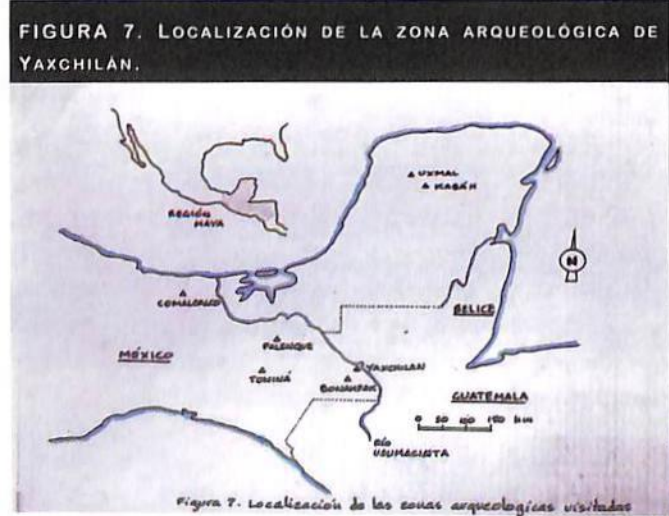 FIGURA 7. LOCALIZACIÓN DE LA ZONA ARQUEOLÓGICA DE
YAXCHILÁN.
UXMAL
KABÁH
REGIÓN
MAYA
N
COMALCALCO
BELICE
PALENQUE
MÉXICO
YAXCHILAN
TONINÁ
BONAMPAK
GUATEMALA
0 50 100 150 km
RÍO
USUMACINTA
Figura 7. Localización de las zonas arqueologicas visitadas